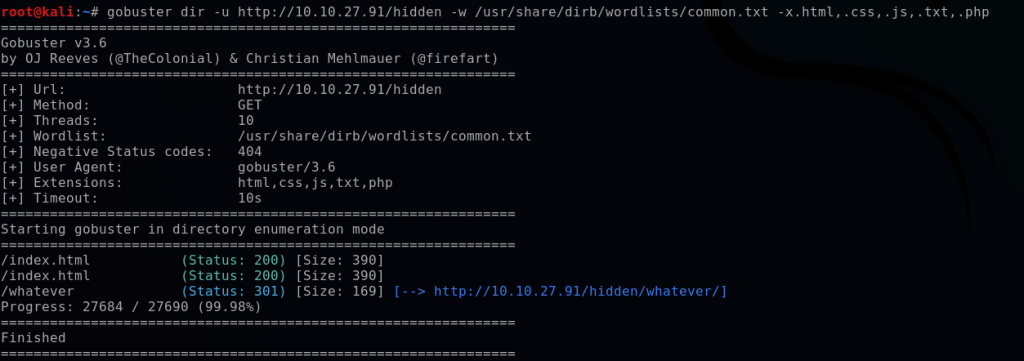 root@kali:~# gobuster dir -u http://10.10.27.91/hidden -w /usr/share/dirb/wordlists/common.txt -x.html,.css,.js,.txt,.php
===============================================================
Gobuster v3.6
by OJ Reeves (@TheColonial) & Christian Mehlmauer (@firefart)
===============================================================
[+] Url:                     http://10.10.27.91/hidden
[+] Method:                  GET
[+] Threads:                 10
[+] Wordlist:                /usr/share/dirb/wordlists/common.txt
[+] Negative Status codes:   404
[+] User Agent:              gobuster/3.6
[+] Extensions:              html,css,js,txt,php
[+] Timeout:                 10s
===============================================================
Starting gobuster in directory enumeration mode
===============================================================
/index.html           (Status: 200) [Size: 390]
/index.html           (Status: 200) [Size: 390]
/whatever             (Status: 301) [Size: 169] [--> http://10.10.27.91/hidden/whatever/]
Progress: 27684 / 27690 (99.98%)
===============================================================
Finished
===============================================================